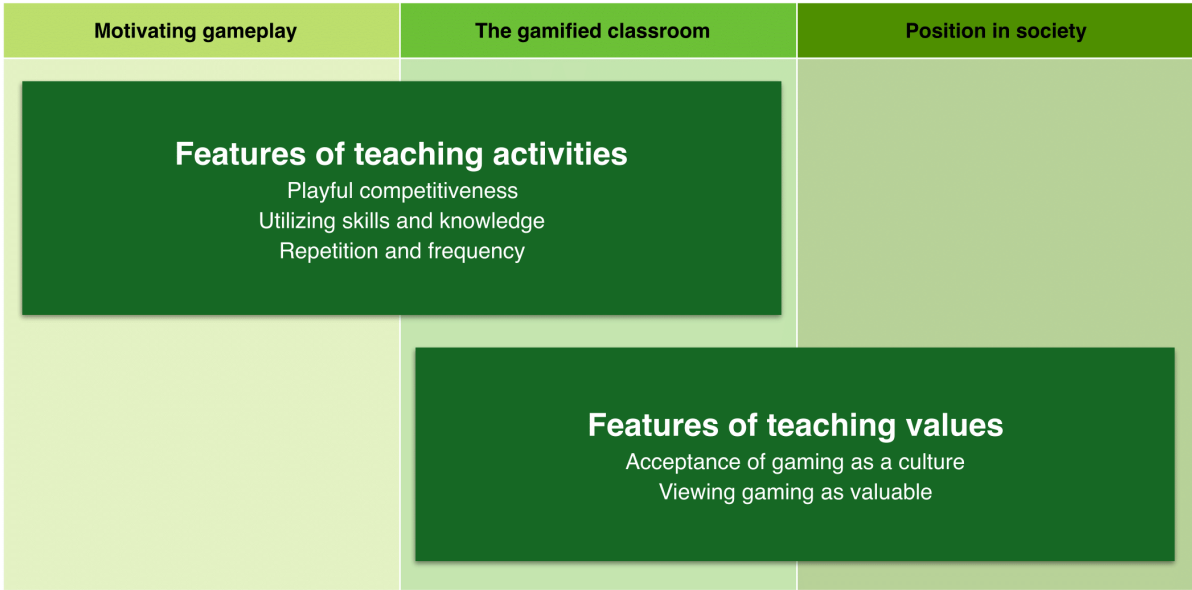 Motivating gameplay
The gamified classroom
Position in society
Features of teaching activities
Playful competitiveness
Utilizing skills and knowledge
Repetition and frequency
Features of teaching values
Acceptance of gaming as a culture
Viewing gaming as valuable